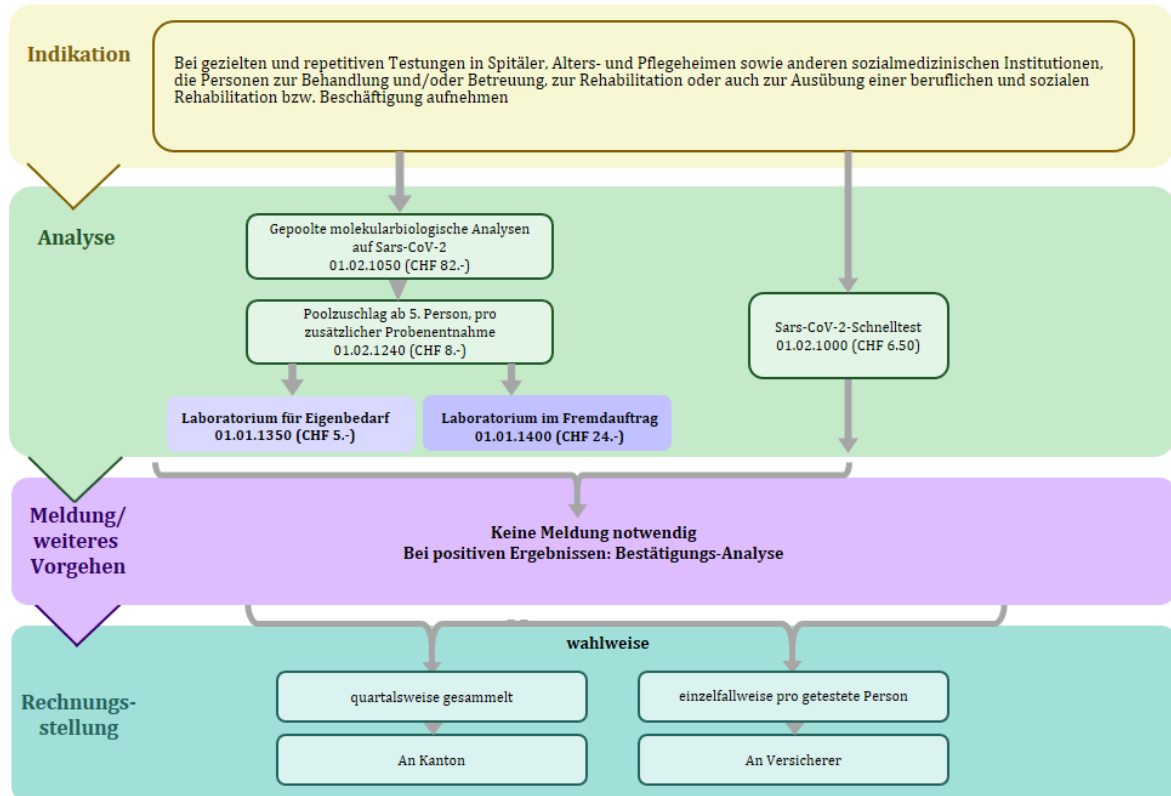 Indikation
Bei gezielten und repetitiven Testungen in Spitäler, Alters- und Pflegeheimen sowie anderen sozialmedizinischen Institutionen,
die Personen zur Behandlung und/oder Betreuung, zur Rehabilitation oder auch zur Ausübung einer beruflichen und sozialen
Rehabilitation bzw. Beschäftigung aufnehmen
Analyse
Gepoolte molekularbiologische Analysen
auf Sars-CoV-2
01.02.1050 (CHF 82.-)
Poolzuschlag ab 5. Person, pro
zusätzlicher Probenentnahme
01.02.1240 (CHF 8.-)
Sars-CoV-2-Schnelltest
01.02.1000 (CHF 6.50)
Laboratorium für Eigenbedarf
01.01.1350 (CHF 5.-)
Laboratorium im Fremdauftrag
01.01.1400 (CHF 24.-)
Meldung/
weiteres
Vorgehen
Keine Meldung notwendig
Bei positiven Ergebnissen: Bestätigungs-Analyse
Rechnungs-
stellung
wahlweise
quartalsweise gesammelt
einzelfallweise pro getestete Person
An Kanton
An Versicherer